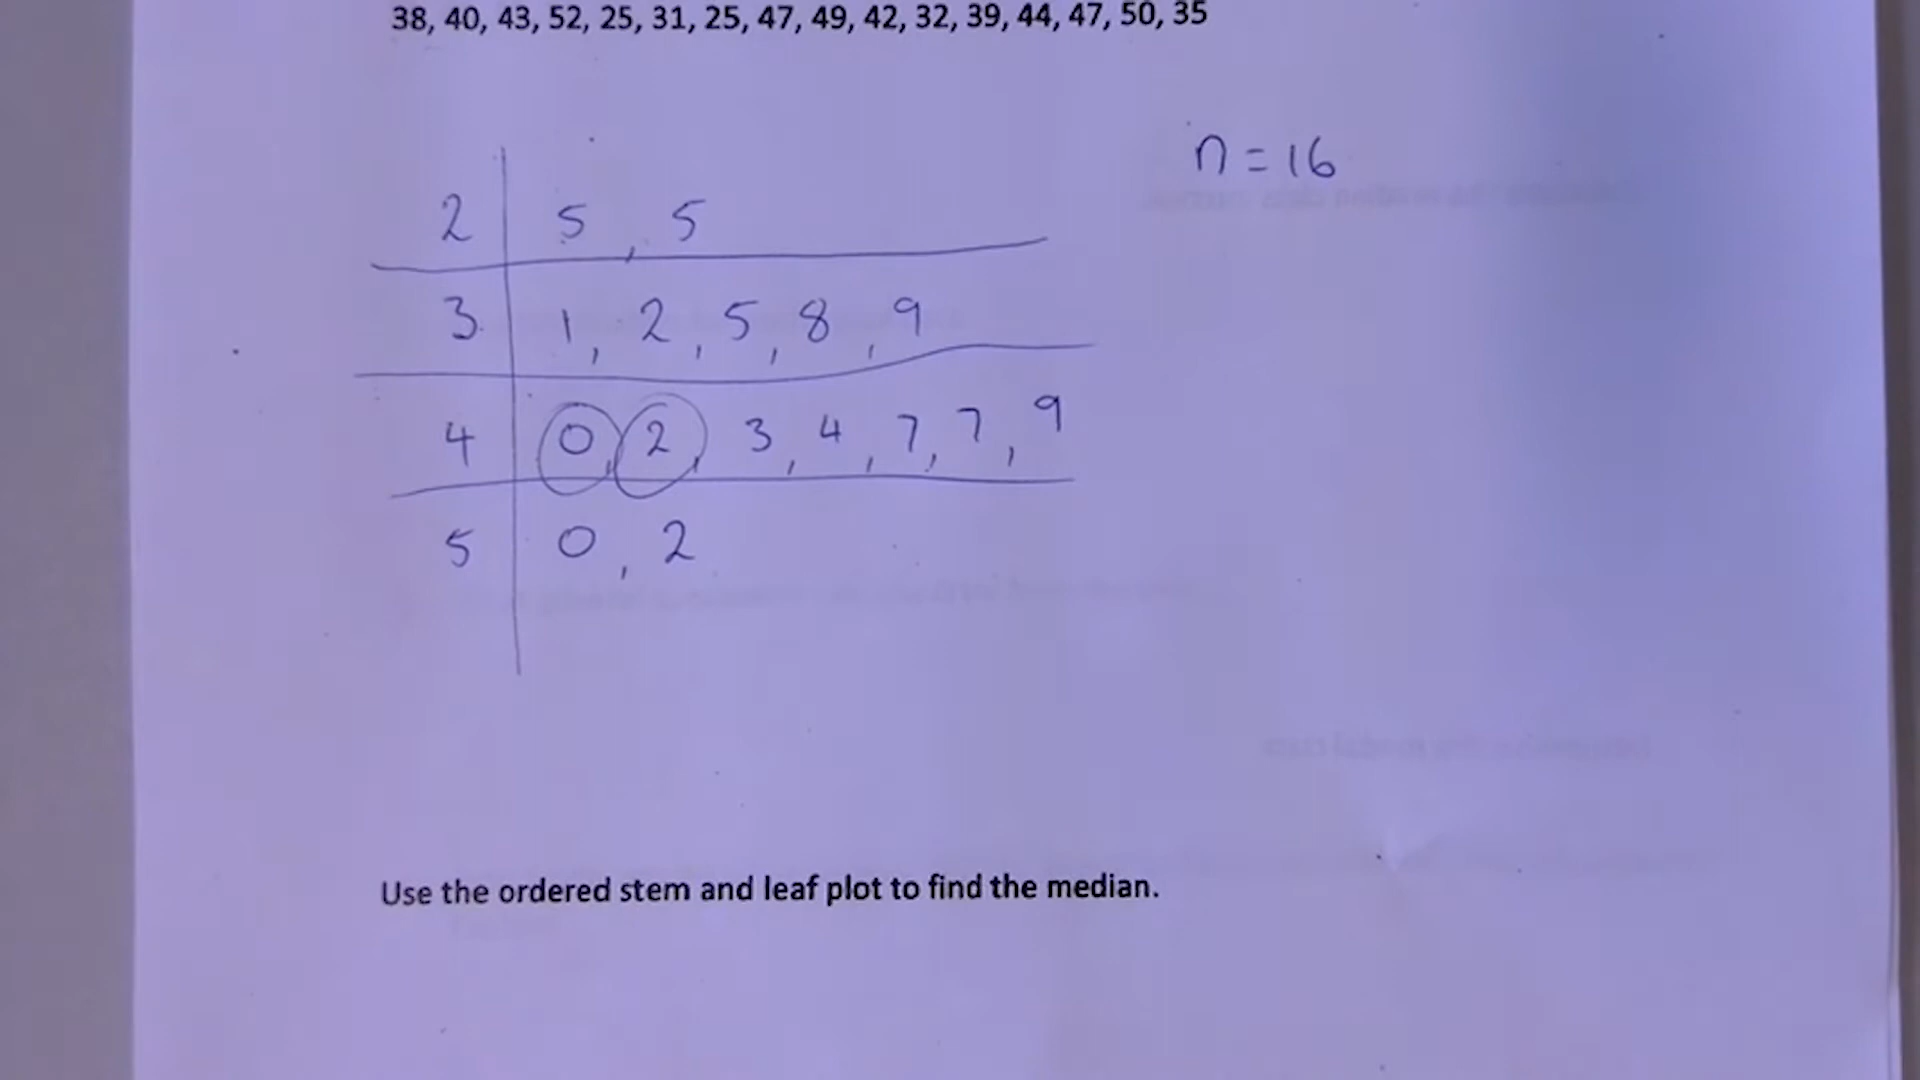 38, 40, 43, 52, 25, 31, 25, 47, 49, 42, 32, 39, 44, 47, 50, 35
n = 16
2 | 5, 5
3 | 1, 2, 5, 8, 9
4 | 0, 2, 3, 4, 7, 7, 9
5 | 0, 2
Use the ordered stem and leaf plot to find the median.